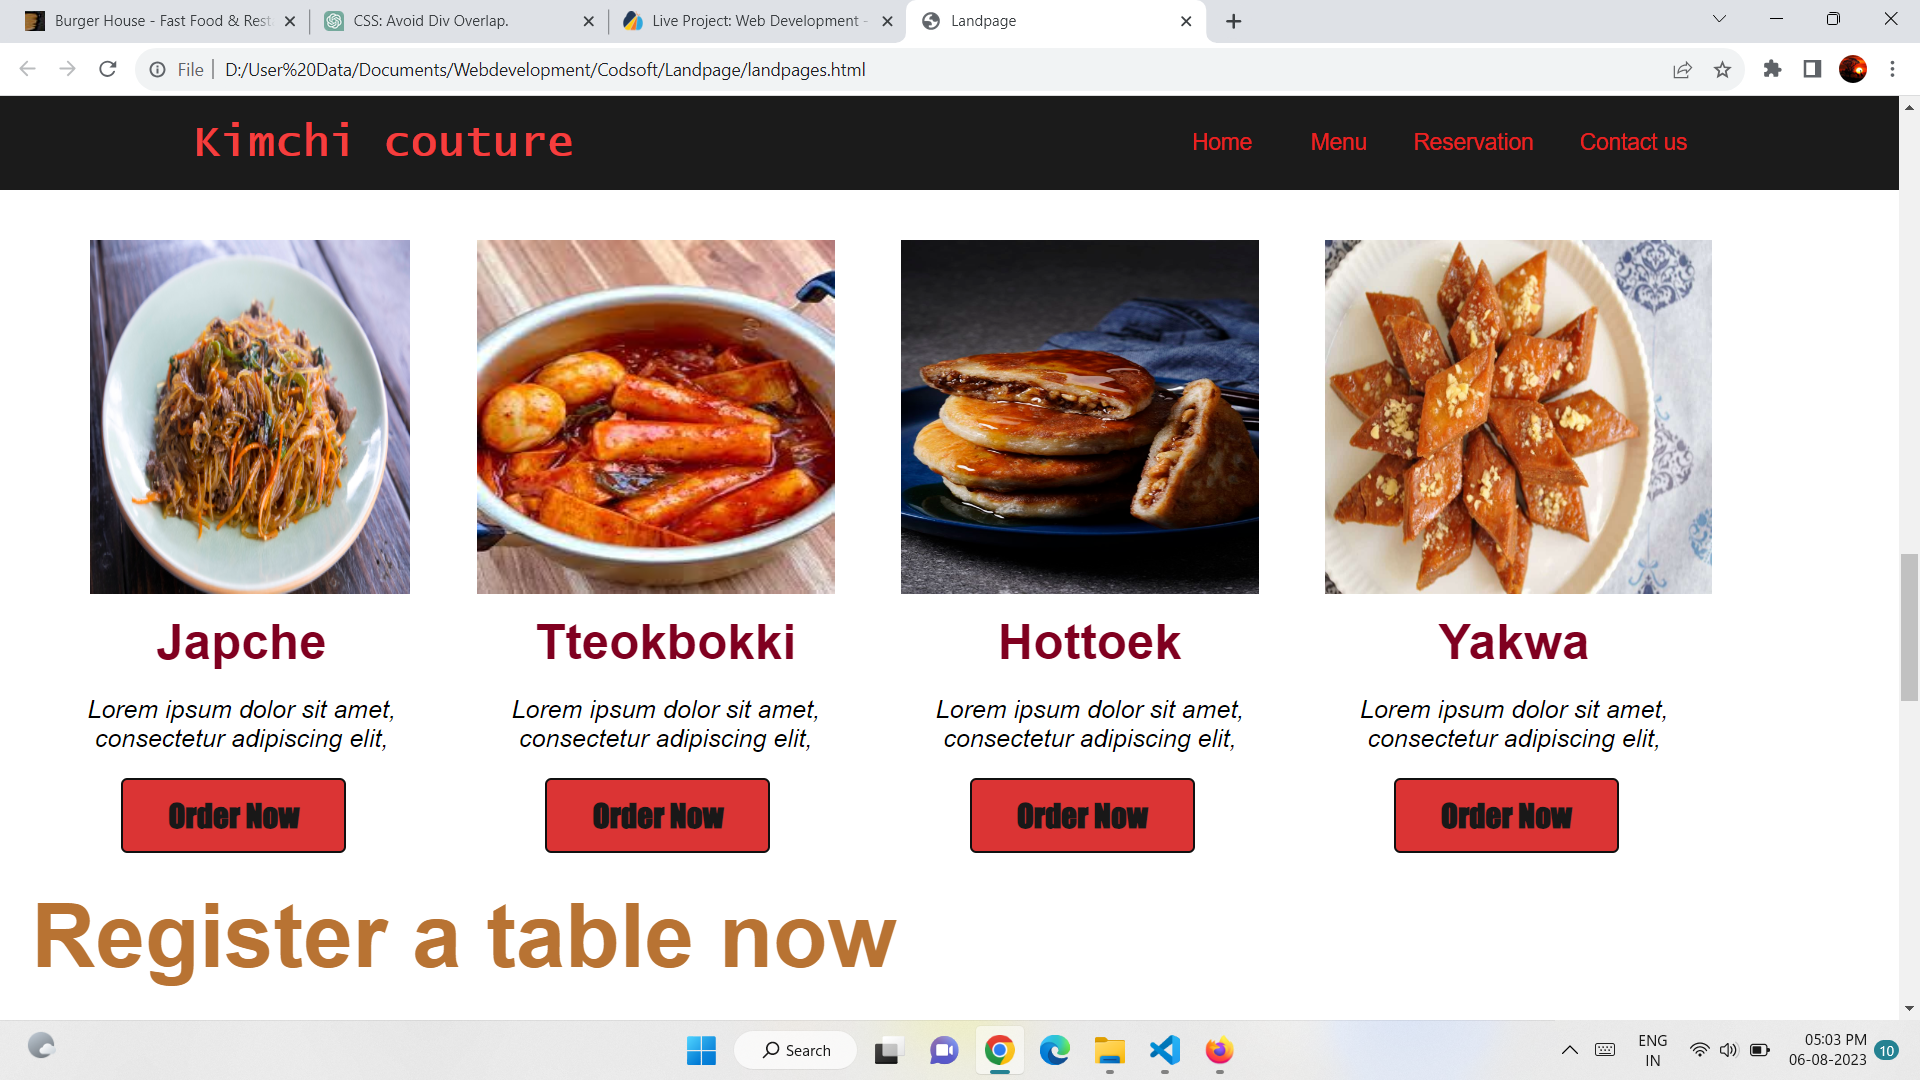 Burger House - Fast Food & Rest
CSS: Avoid Div Overlap.
Live Project: Web Development -
Landpage
File
D:/User%20Data/Documents/Webdevelopment/Codsoft/Landpage/landpages.html
Kimchi couture
Home Menu Reservation Contact us
Japche Tteokbokki Hottoek Yakwa
Lorem ipsum dolor sit amet, Lorem ipsum dolor sit amet, Lorem ipsum dolor sit amet, Lorem ipsum dolor sit amet,
consectetur adipiscing elit, consectetur adipiscing elit, consectetur adipiscing elit, consectetur adipiscing elit,
Order Now Order Now Order Now Order Now
Register a table now
Search
ENG
IN
05:03 PM
06-08-2023
10